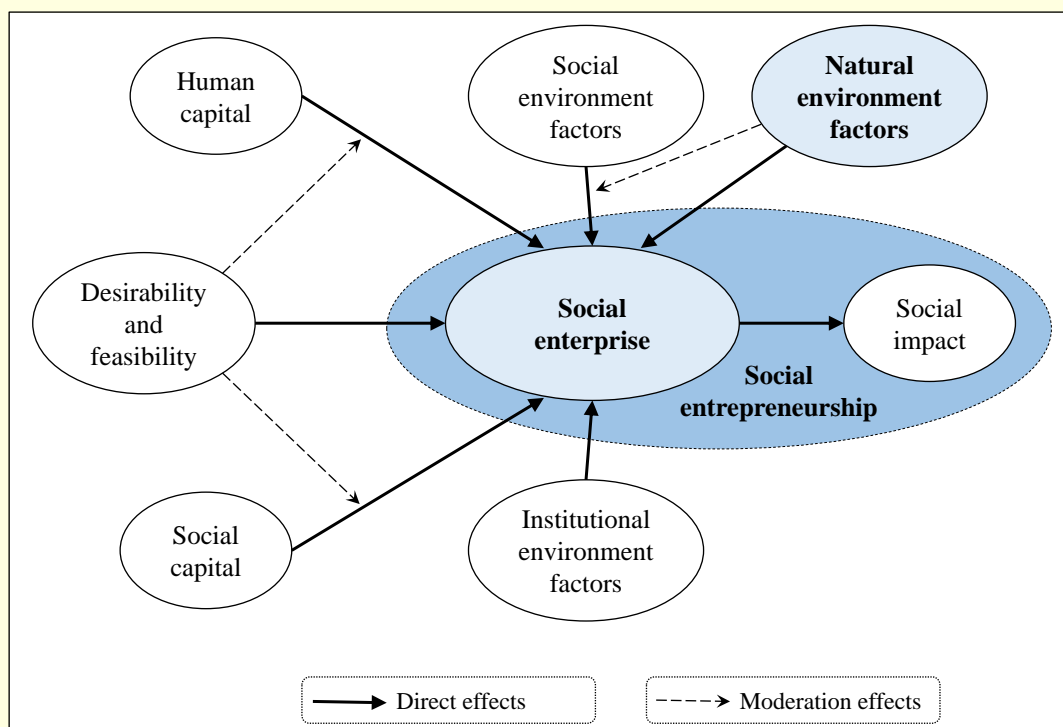 Human
capital
Social
environment
factors
Natural
environment
factors
Desirability
and
feasibility
Social
enterprise
Social
impact
Social
entrepreneurship
Social
capital
Institutional
environment
factors
Direct effects
Moderation effects